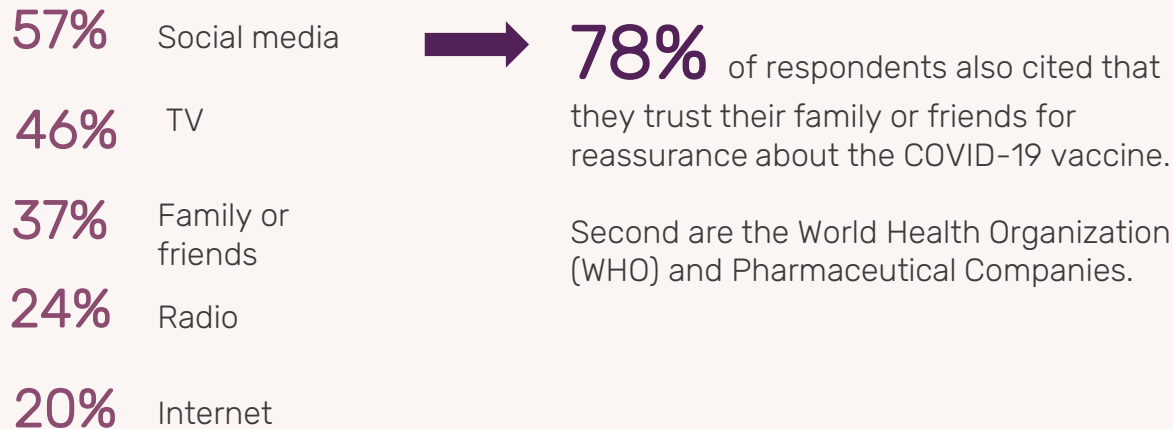 57% Social media
46% TV
37% Family or
friends
24% Radio
20% Internet
78% of respondents also cited that
they trust their family or friends for
reassurance about the COVID-19 vaccine.
Second are the World Health Organization
(WHO) and Pharmaceutical Companies.